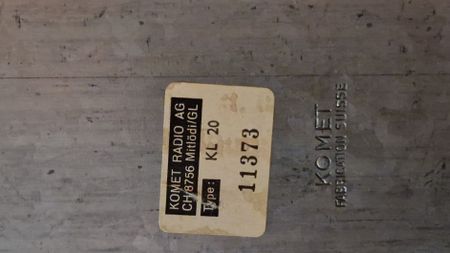 KOMET RADIO AG
CH/8756 Mitlödi/GL
Type: KL 20
11373
KOMET
FABRICATION SUISSE